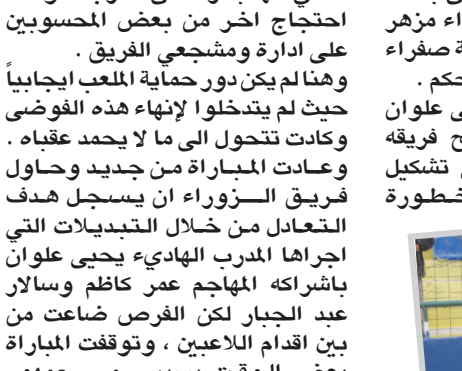 احتجاج اخر من بعض المحسوبين
على ادارة ومشجعي الفريق .
وهنا لم يكن دور حماية الملعب ايجابياً
حيث لم يتدخلوا لإنهاء هذه الفوضى
وكادت تتحول الى ما لا يحمد عقباه .
وعادت المباراة من جديد وحاول
فريق الزوراء ان يسجل هدف
التعادل من خلال التبديلات التي
اجراها المدرب الهاديء يحيى علوان
باشراكه المهاجم عمر كاظم وسالار
عبد الجبار لكن الفرص ضاعت من
بين اقدام اللاعبين ، وتوقفت المباراة
اء مزهر
ة صفراء
حكم .
ى علوان
ح فريقه
تشكيل
خطورة